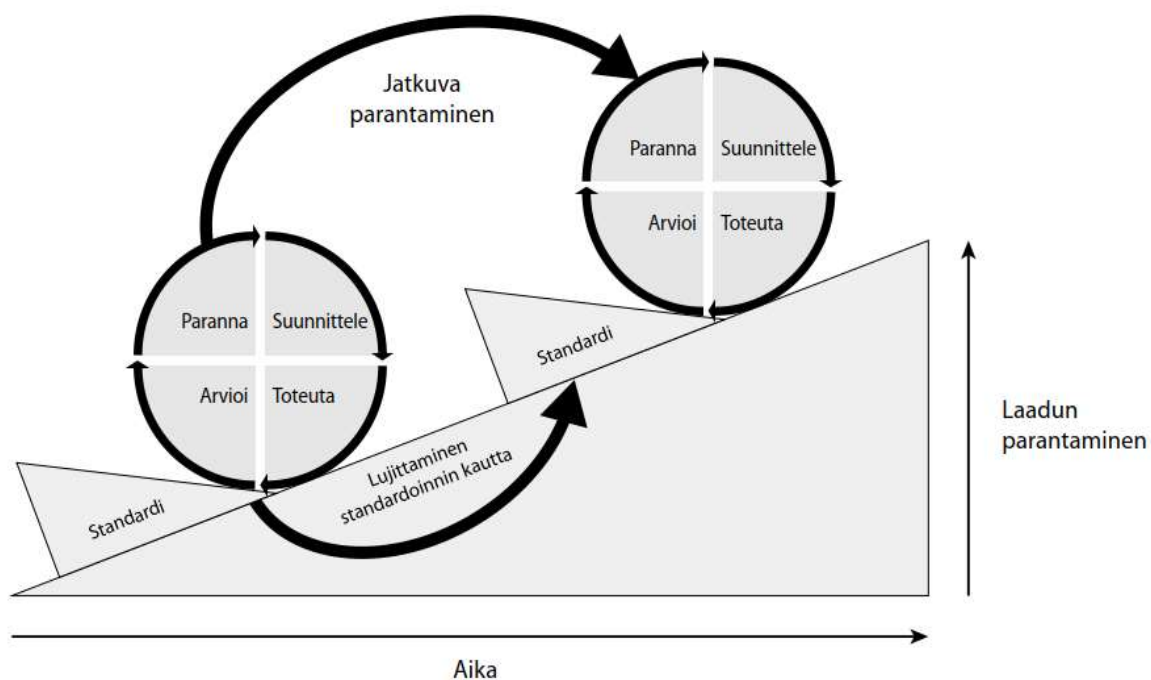 Jatkuva
parantaminen
Paranna Suunnittele
Arvioi Toteuta
Paranna Suunnittele
Arvioi Toteuta
Standardi
Standardi
Lujittaminen
standardoinnin kautta
Laadun
parantaminen
Aika